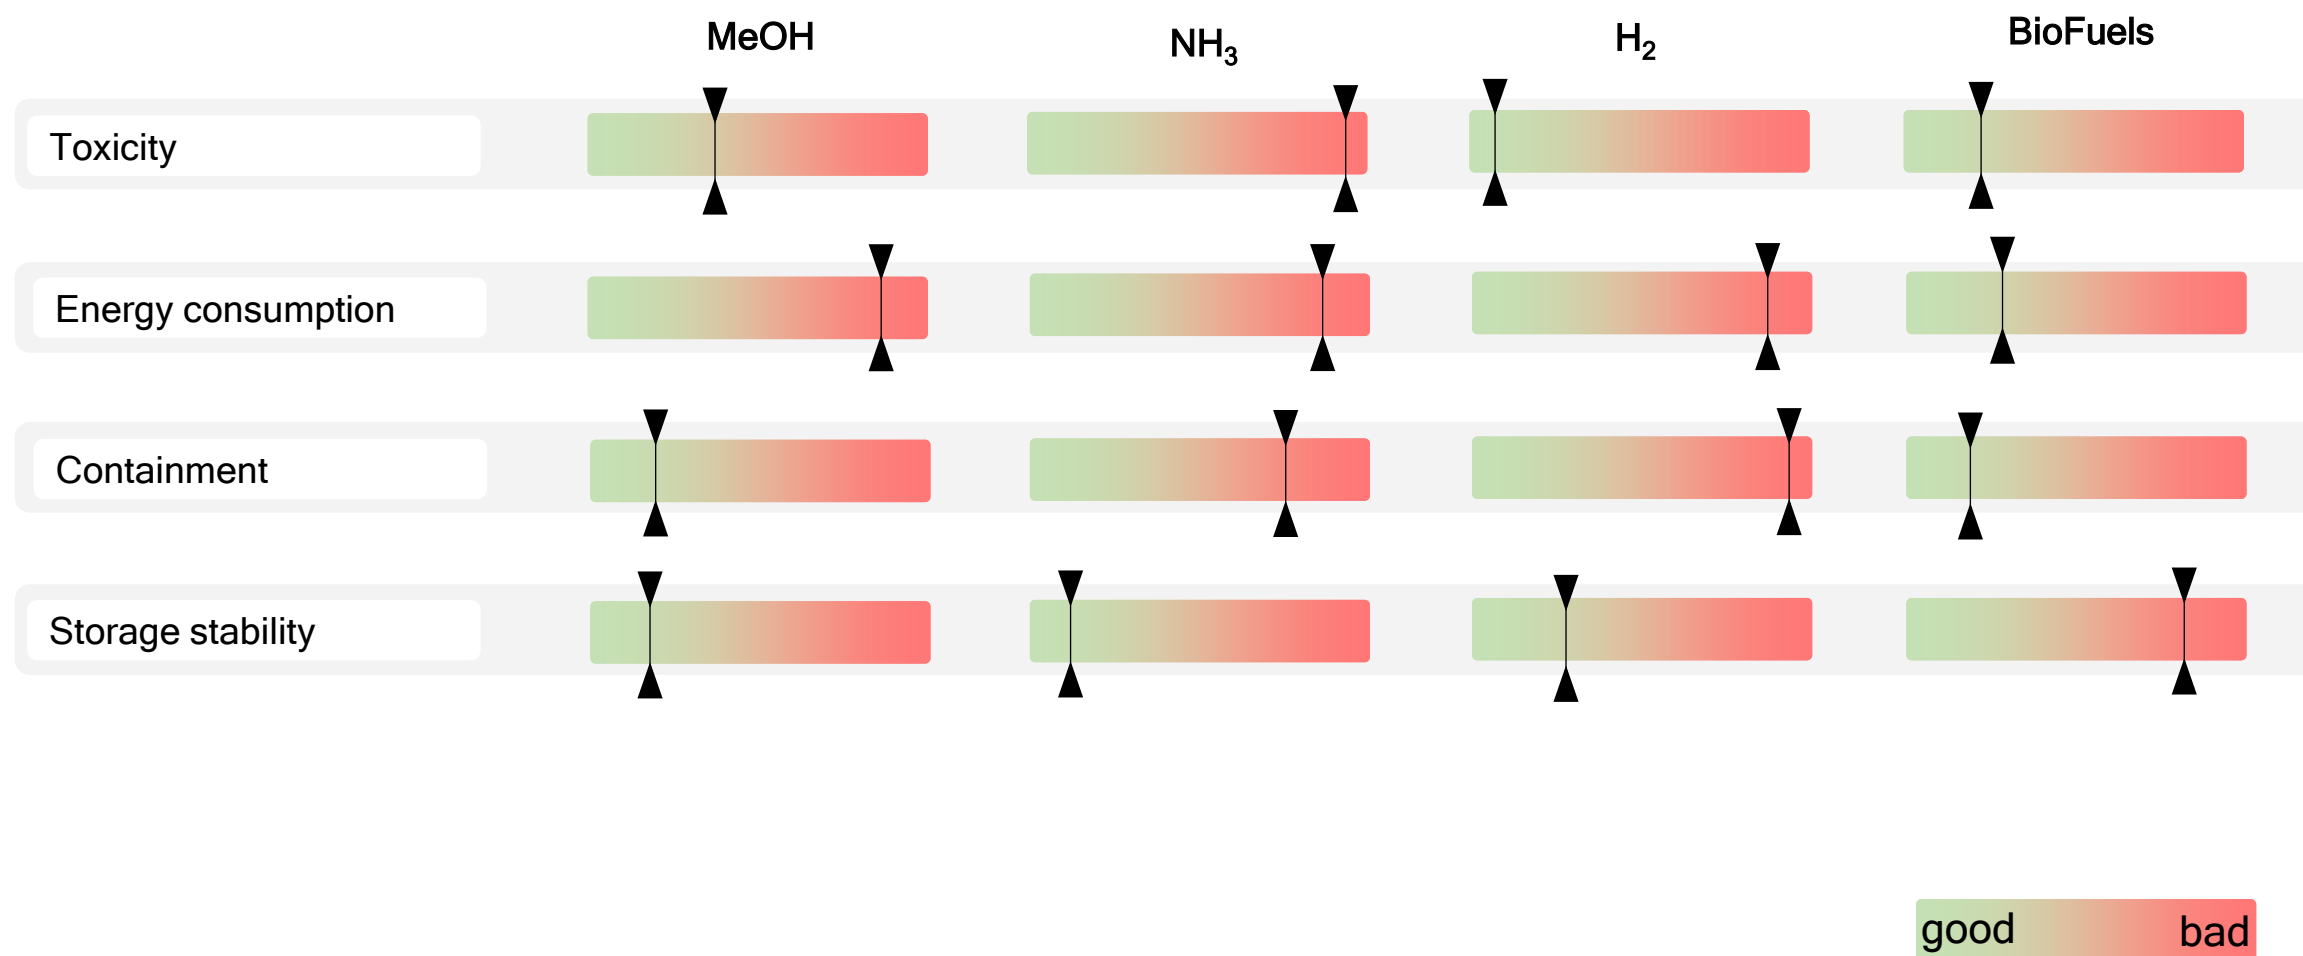 MeOH NH₃ H₂ BioFuels
Toxicity
Energy consumption
Containment
Storage stability
good bad